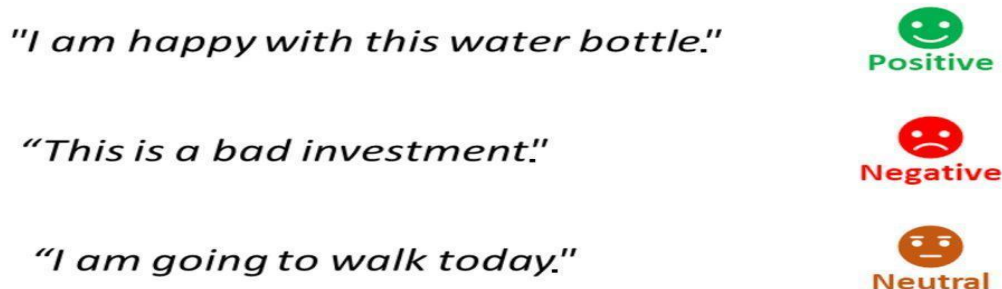 "I am happy with this water bottle."
Positive
“This is a bad investment."
Negative
“I am going to walk today."
Neutral